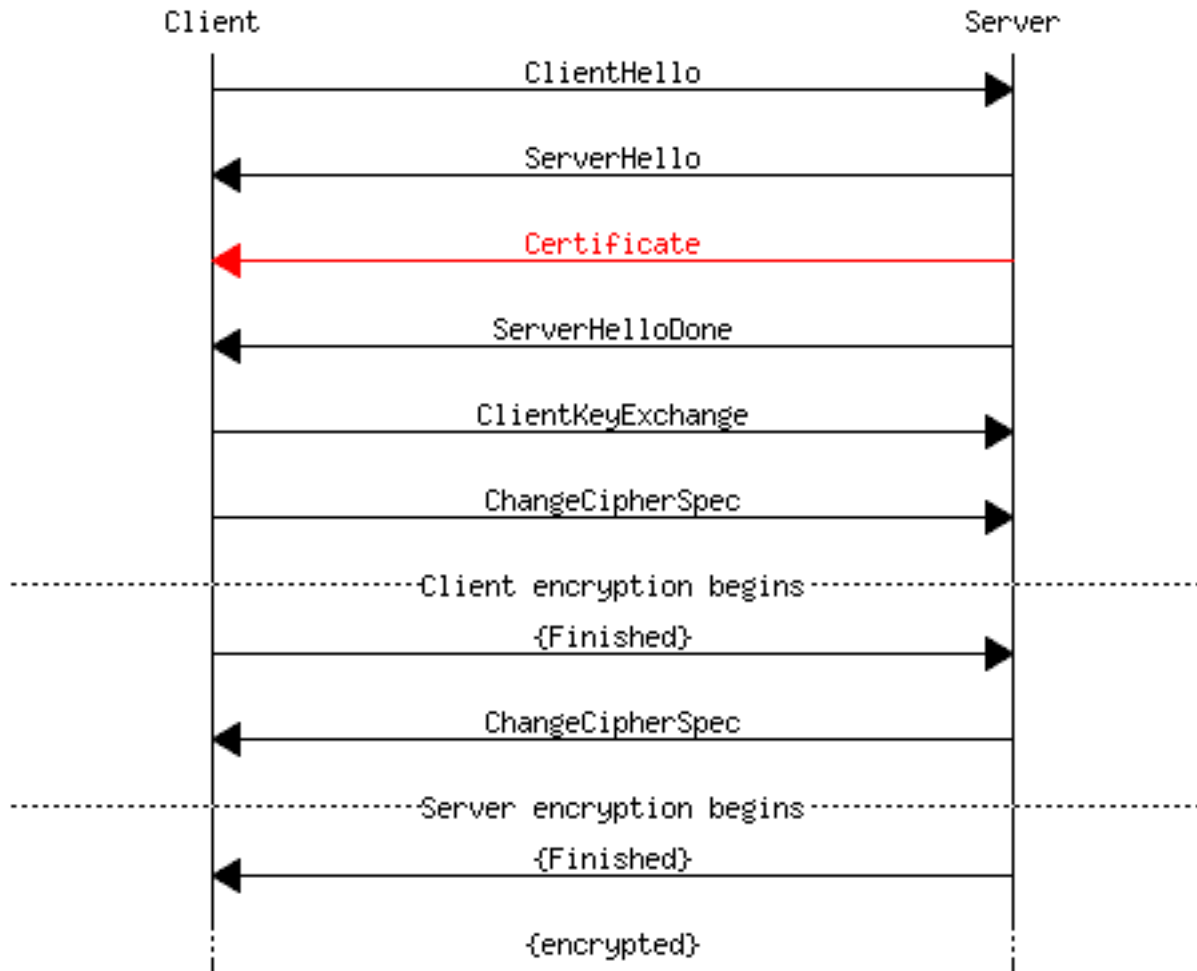 Client Server
ClientHello
ServerHello
Certificate
ServerHelloDone
ClientKeyExchange
ChangeCipherSpec
Client encryption begins
{Finished}
ChangeCipherSpec
Server encryption begins
{Finished}
{encrypted}